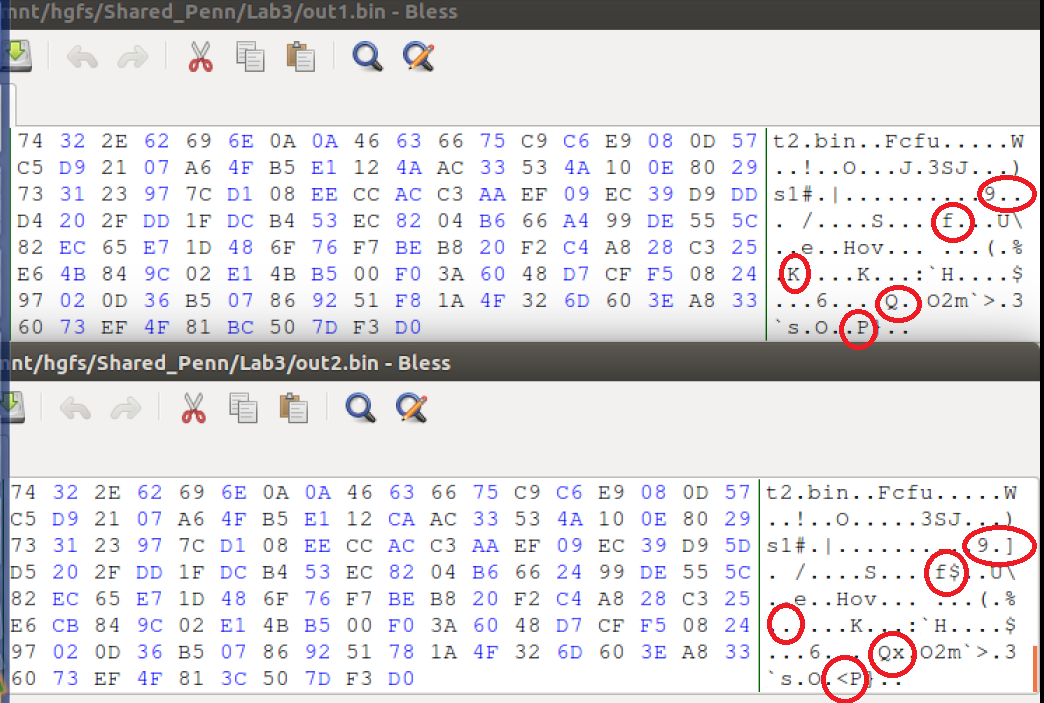 nnt/hgfs/Shared_Penn/Lab3/out1.bin - Bless
74 32 2E 62 69 6E 0A 0A 46 63 66 75 C9 C6 E9 08 0D 57 t2.bin..Fcfu.....W
C5 D9 21 07 A6 4F B5 E1 12 4A AC 33 53 4A 10 0E 80 29 ..!..O...J.3SJ...)
73 31 23 97 7C D1 08 EE CC AC C3 AA EF 09 EC 39 D9 DD s1#.|..........9..
D4 20 2F DD 1F DC B4 53 EC 82 04 B6 66 A4 99 DE 55 5C . /....S....f...U\
82 EC 65 E7 1D 48 6F 76 F7 BE B8 20 F2 C4 A8 28 C3 25 ..e..Hov... ...(.%
E6 4B 84 9C 02 E1 4B B5 00 F0 3A 60 48 D7 CF F5 08 24 .K....K...:`H....$
97 02 0D 36 B5 07 86 92 51 F8 1A 4F 32 6D 60 3E A8 33 ...6....Q..O2m`>.3
60 73 EF 4F 81 BC 50 7D F3 D0 `s.O..P}..
nt/hgfs/Shared_Penn/Lab3/out2.bin - Bless
74 32 2E 62 69 6E 0A 0A 46 63 66 75 C9 C6 E9 08 0D 57 t2.bin..Fcfu.....W
C5 D9 21 07 A6 4F B5 E1 12 CA AC 33 53 4A 10 0E 80 29 ..!..O.....3SJ...)
73 31 23 97 7C D1 08 EE CC AC C3 AA EF 09 EC 39 D9 5D s1#.|..........9.]
D5 20 2F DD 1F DC B4 53 EC 82 04 B6 66 24 99 DE 55 5C . /....S....f$..U\
82 EC 65 E7 1D 48 6F 76 F7 BE B8 20 F2 C4 A8 28 C3 25 ..e..Hov... ...(.%
E6 CB 84 9C 02 E1 4B B5 00 F0 3A 60 48 D7 CF F5 08 24 ......K...:`H....$
97 02 0D 36 B5 07 86 92 51 78 1A 4F 32 6D 60 3E A8 33 ...6....Qx.O2m`>.3
60 73 EF 4F 81 3C 50 7D F3 D0 `s.O.<P}..